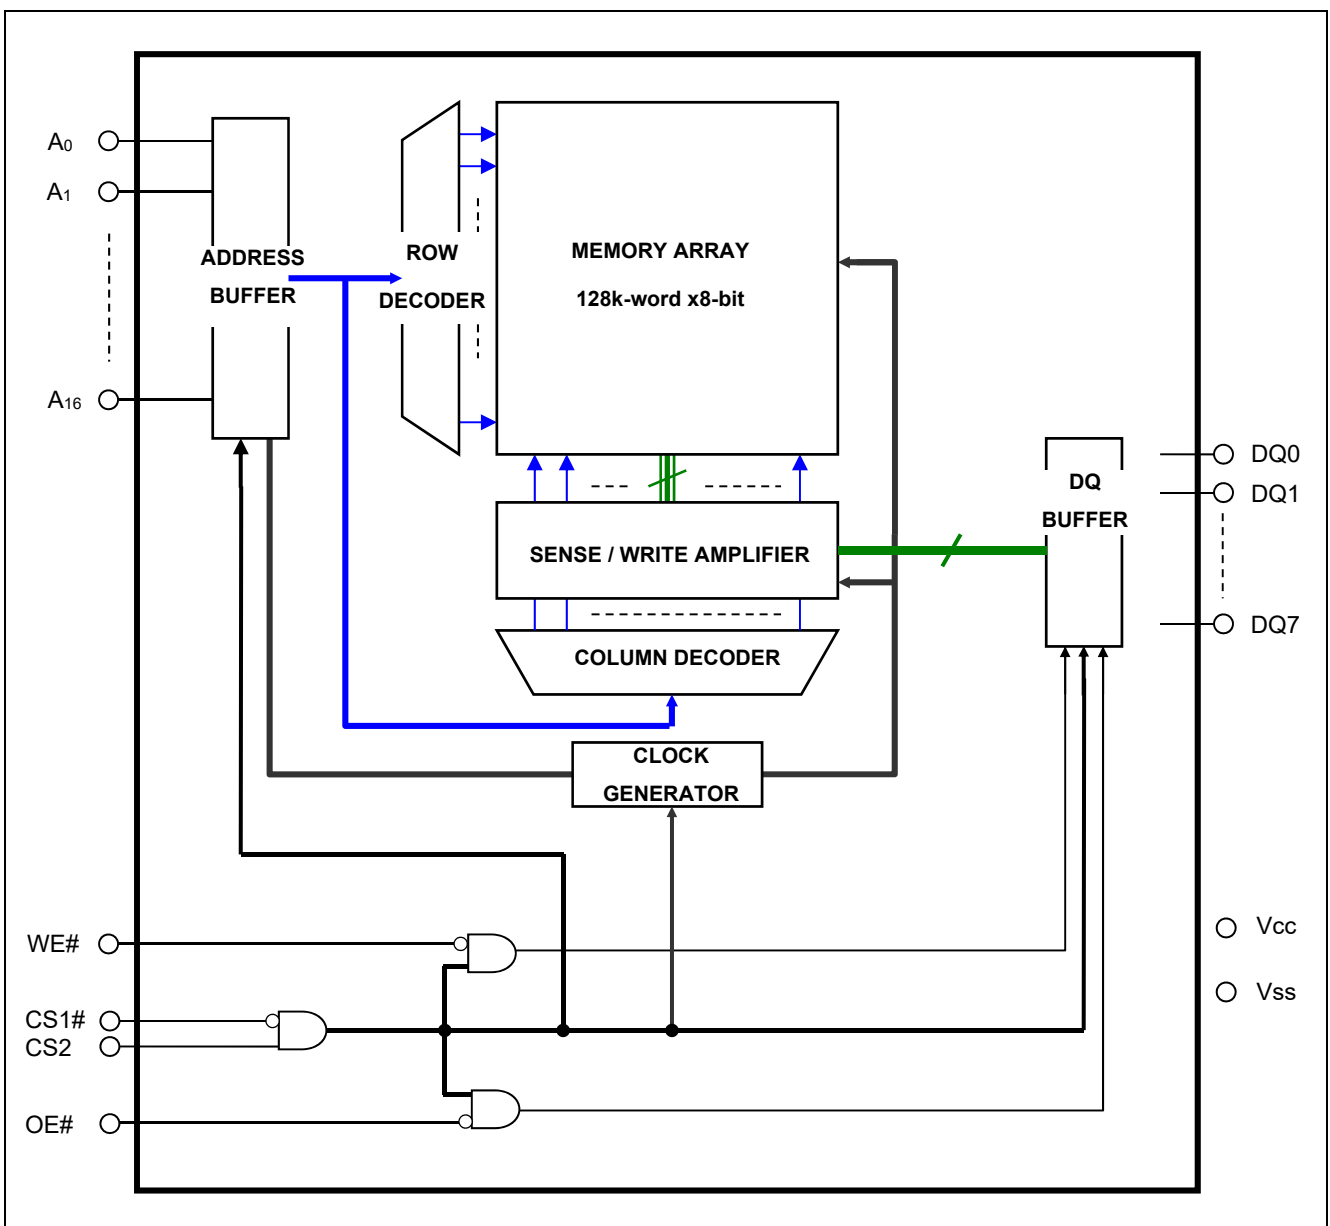 A0
A1
A16
ADDRESS
BUFFER
ROW
DECODER
MEMORY ARRAY
128k-word x8-bit
SENSE / WRITE AMPLIFIER
COLUMN DECODER
CLOCK
GENERATOR
DQ
BUFFER
DQ0
DQ1
DQ7
WE#
CS1#
CS2
OE#
Vcc
Vss